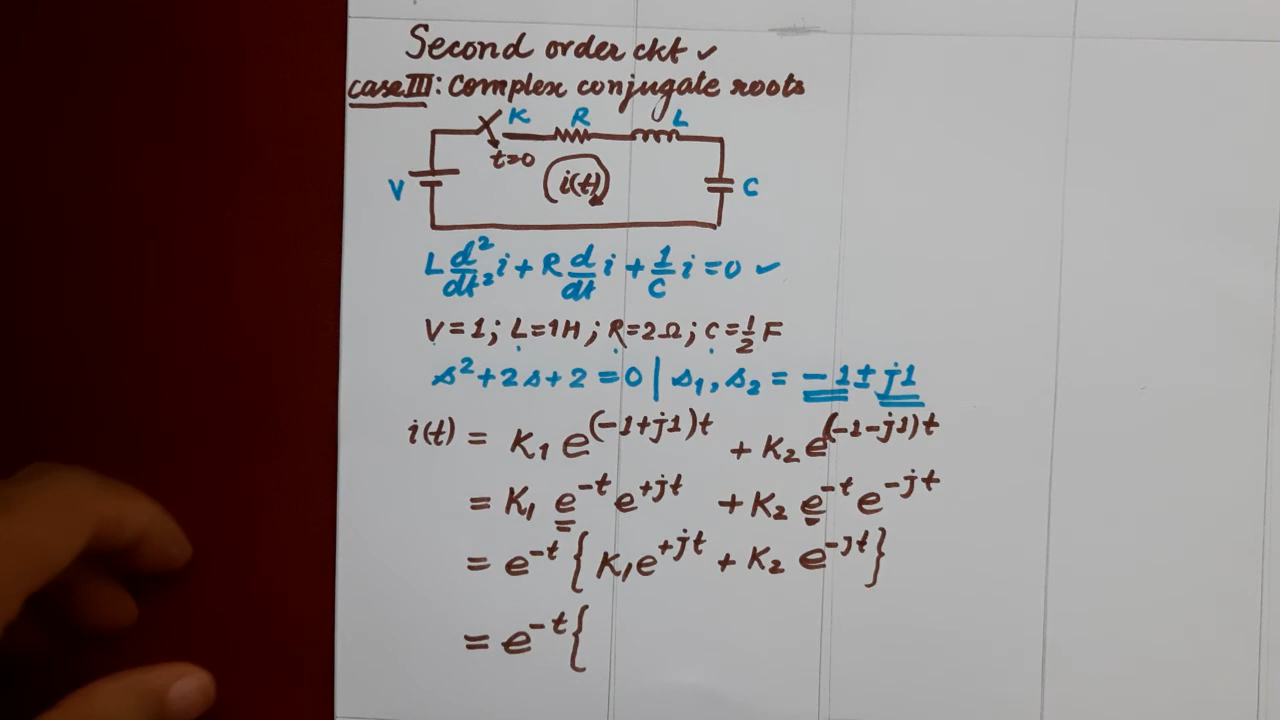 Second order ckt ✓
case III: Complex conjugate roots
K R L
t=0
V i(t) C
L d²/dt² i + R d/dt i + 1/C i = 0 ✓
V = 1; L=1H; R=2Ω; C=1/2 F
s² + 2s + 2 = 0 | s₁, s₂ = -1 ± j1
i(t) = K₁ e^(-1+j1)t + K₂ e^(-1-j1)t
= K₁ e^-t e^+jt + K₂ e^-t e^-jt
= e^-t { K₁ e^+jt + K₂ e^-jt }
= e^-t {